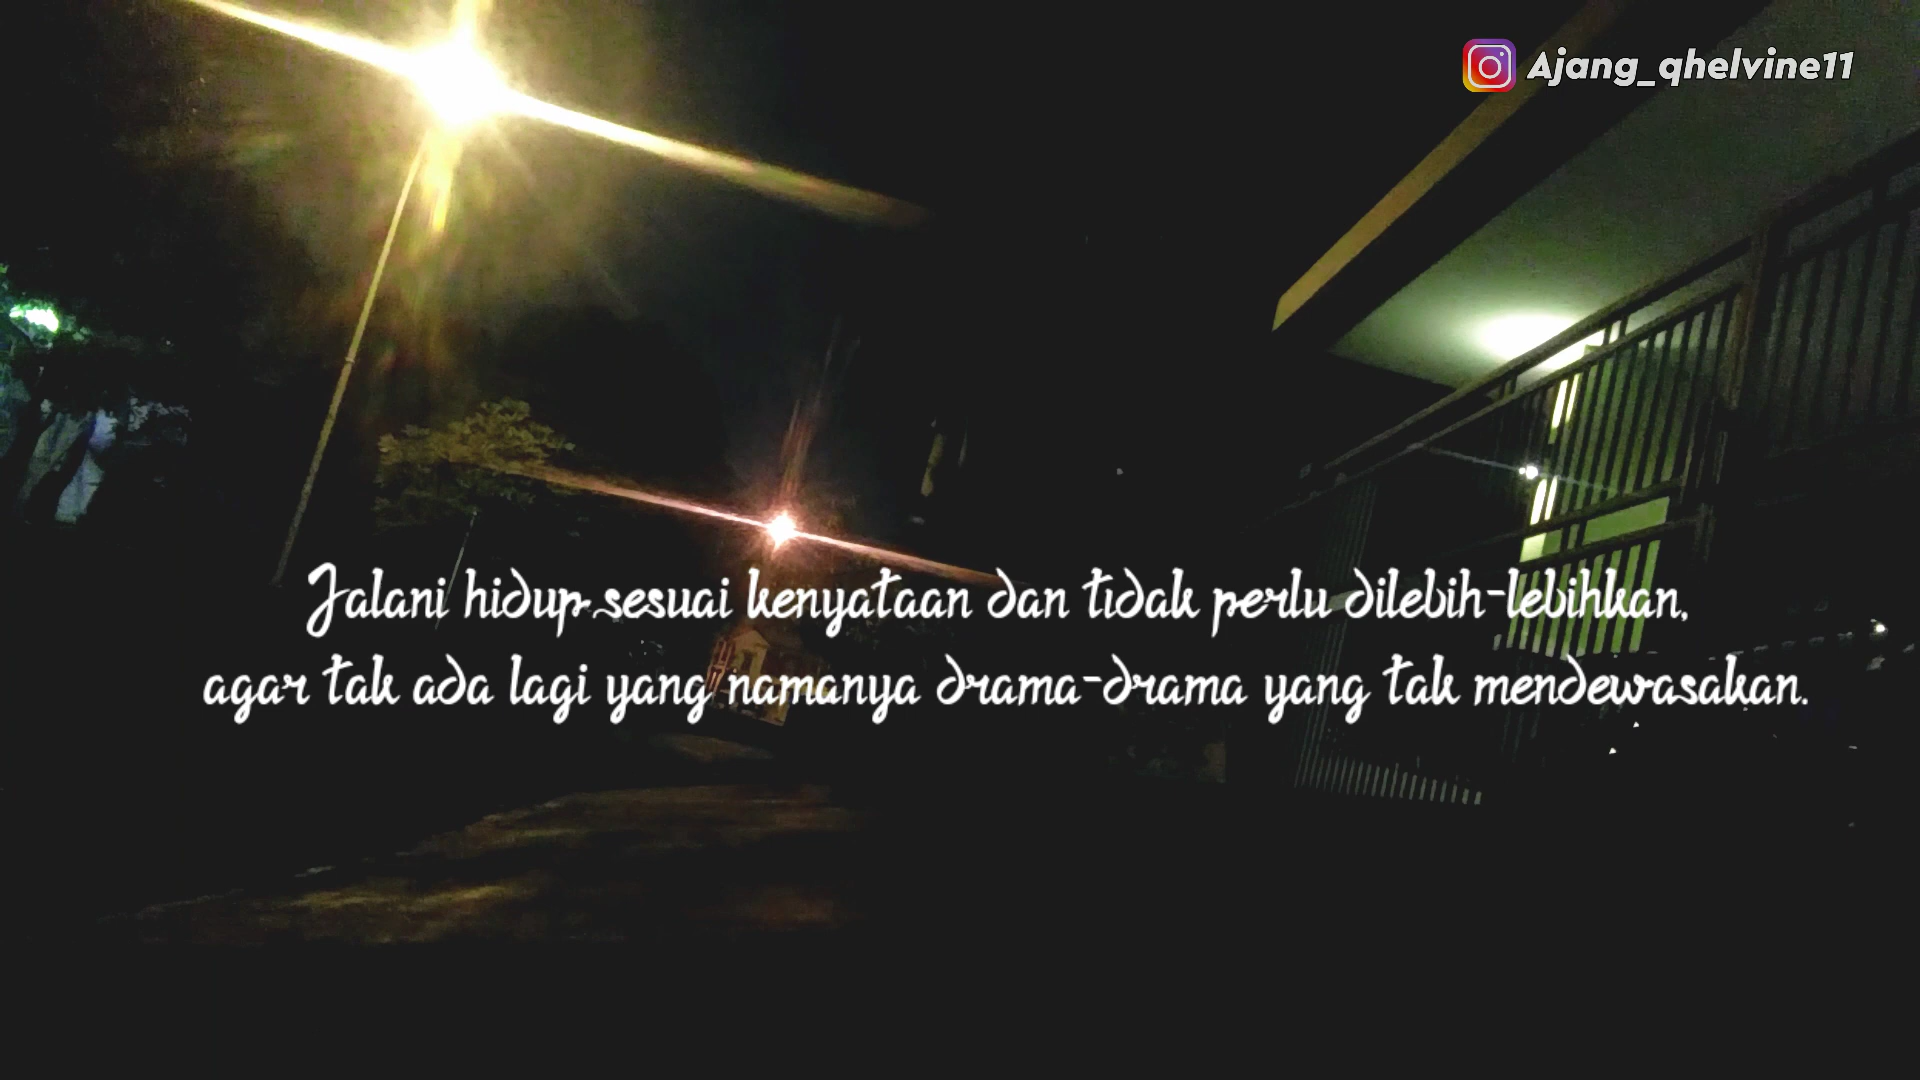 Ajang_qhelvine11
Jalani hidup sesuai kenyataan dan tidak perlu dilebih-lebihkan,
agar tak ada lagi yang namanya drama-drama yang tak mendewasakan.